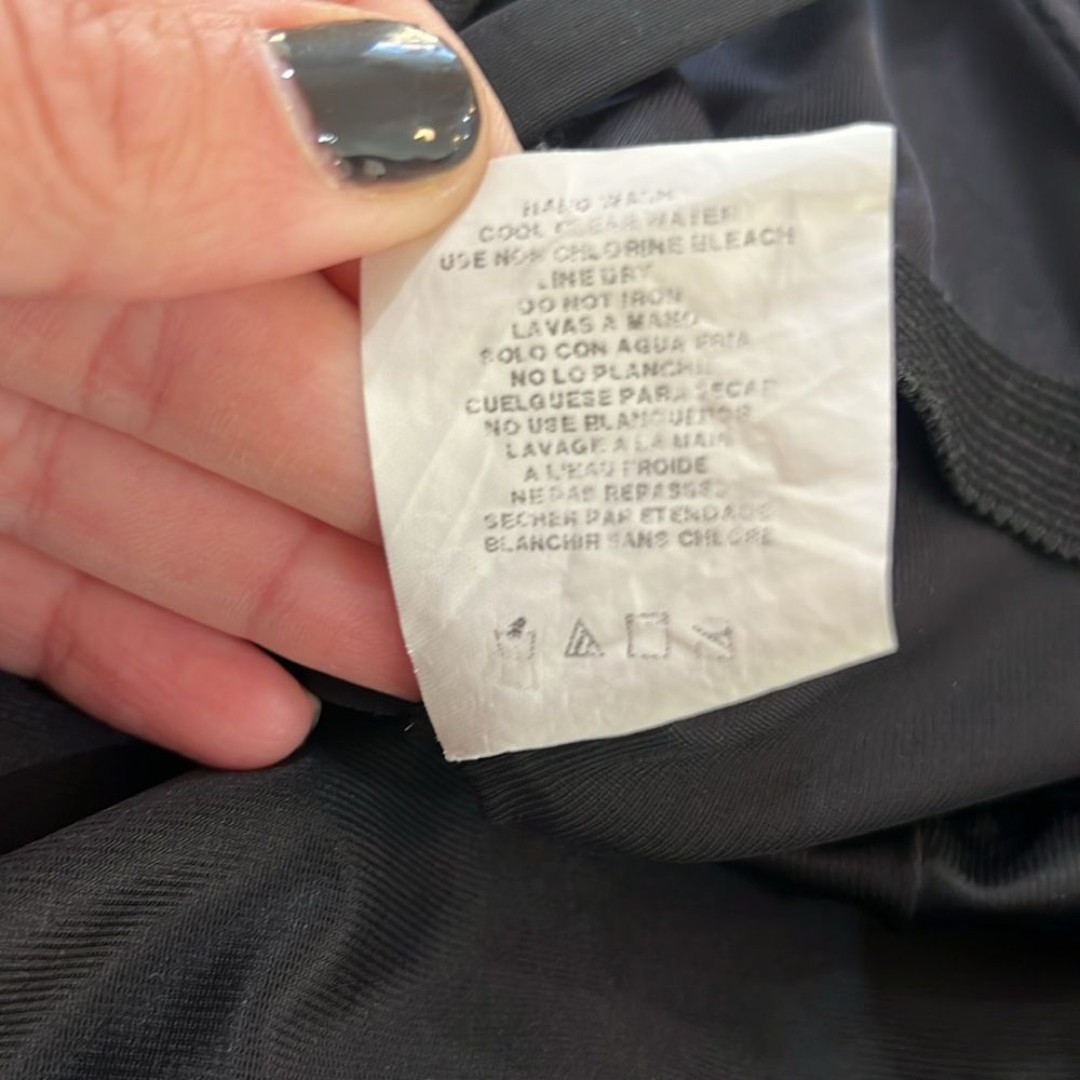 HAND WASH
COOL CLEAR WATER
USE NON CHLORINE BLEACH
LINE DRY
DO NOT IRON
LAVAS A MANO
SOLO CON AGUA FRIA
NO LO PLANCHE
CUELGUESE PARA SECAR
NO USE BLANQUEDOR
LAVAGE A LA MAIN
A L'EAU FROIDE
NE PAS REPASSER
SECHER PAR ETENDAGE
BLANCHIR SANS CHLORE